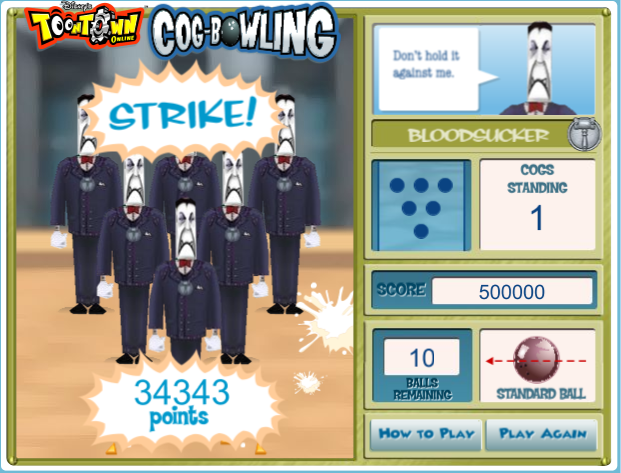 Disney's
TOONTOWN
ONLINE
COG-BOWLING
STRIKE!
34343
points
Don't hold it
against me.
BLOODSUCKER
COGS
STANDING
1
SCORE 500000
10
BALLS
REMAINING
STANDARD BALL
HOW TO PLAY
PLAY AGAIN